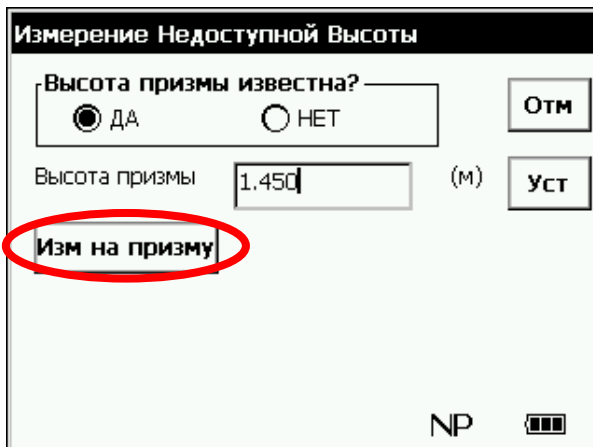 Измерение Недоступной Высоты
Высота призмы известна?
ДА НЕТ
Отм
Высота призмы 1.450 (м)
Уст
Изм на призму
NP